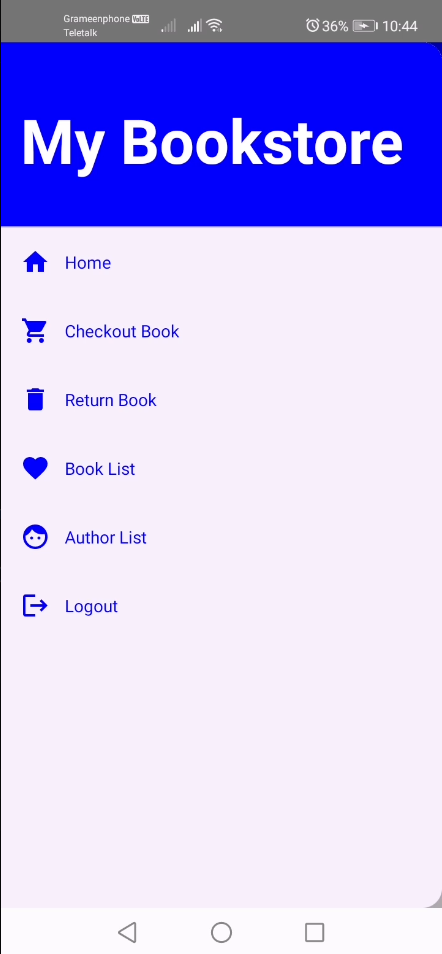 Grameenphone VoLTE
Teletalk
36% 10:44
My Bookstore
Home
Checkout Book
Return Book
Book List
Author List
Logout